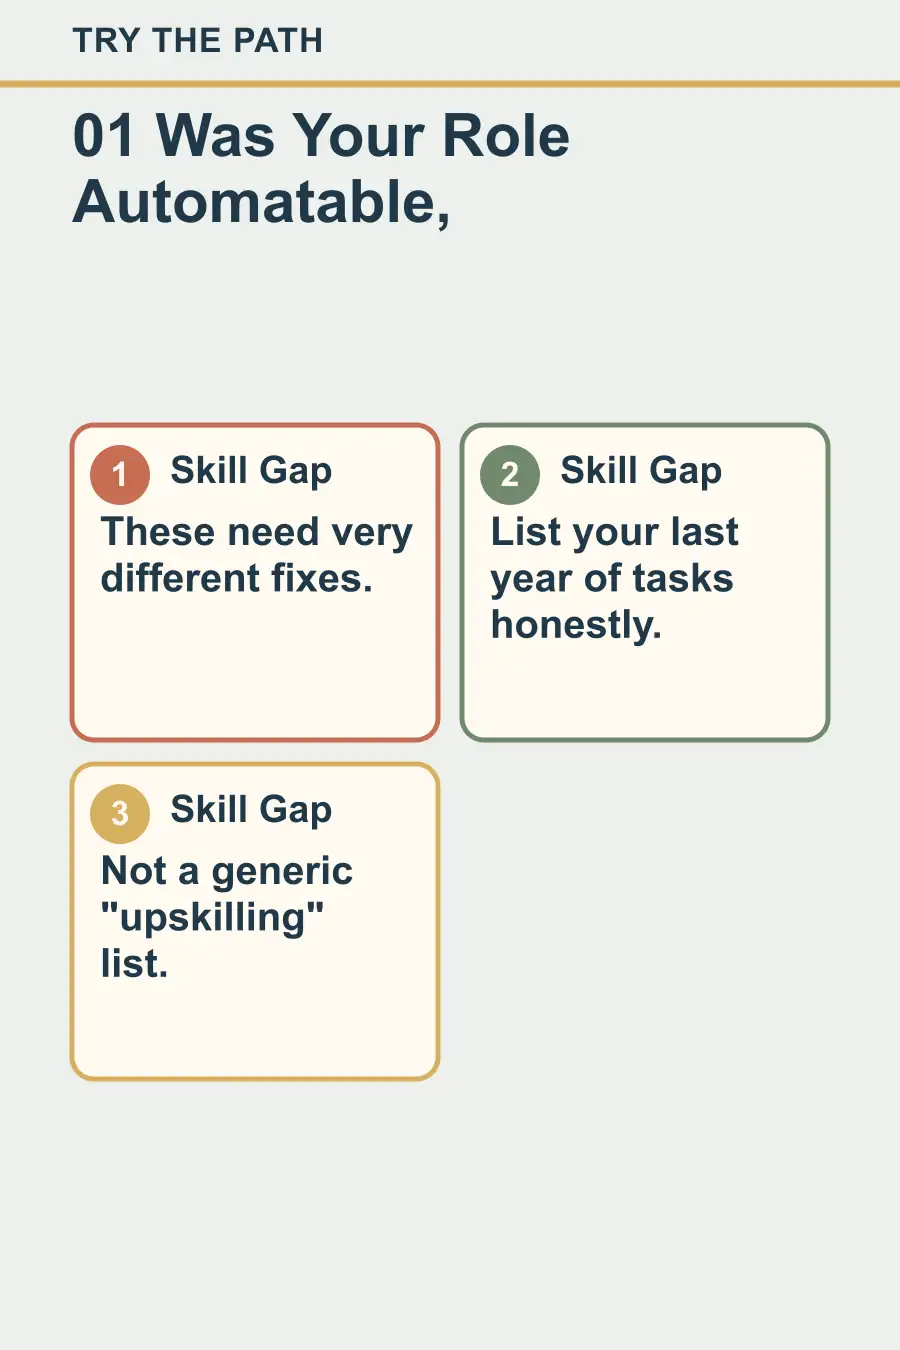 TRY THE PATH
01 Was Your Role
Automatable,
1 Skill Gap
These need very
different fixes.
2 Skill Gap
List your last
year of tasks
honestly.
3 Skill Gap
Not a generic
"upskilling"
list.